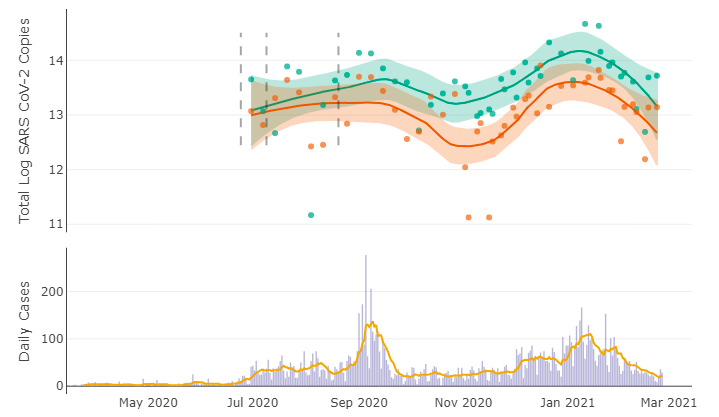 Total Log SARS CoV-2 Copies
14
13
12
11
Daily Cases
200
100
0
May 2020
Jul 2020
Sep 2020
Nov 2020
Jan 2021
Mar 2021